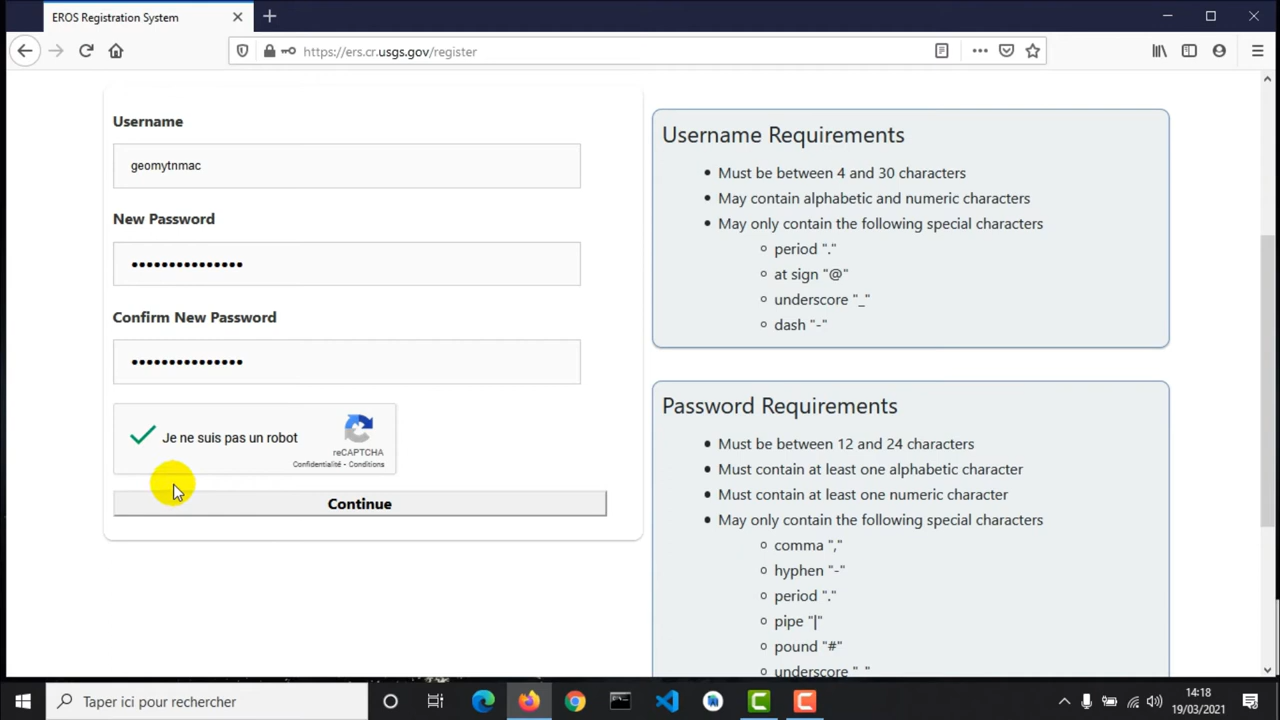 EROS Registration System
https://ers.cr.usgs.gov/register
Username
geomytnmac
New Password
•••••••••••••••
Confirm New Password
•••••••••••••••
Je ne suis pas un robot
reCAPTCHA
Confidentialité - Conditions
Continue
Username Requirements
Must be between 4 and 30 characters
May contain alphabetic and numeric characters
May only contain the following special characters
period "."
at sign "@"
underscore "_"
dash "-"
Password Requirements
Must be between 12 and 24 characters
Must contain at least one alphabetic character
Must contain at least one numeric character
May only contain the following special characters
comma ","
hyphen "-"
period "."
pipe "|"
pound "#"
underscore "_"
Taper ici pour rechercher
14:18
19/03/2021